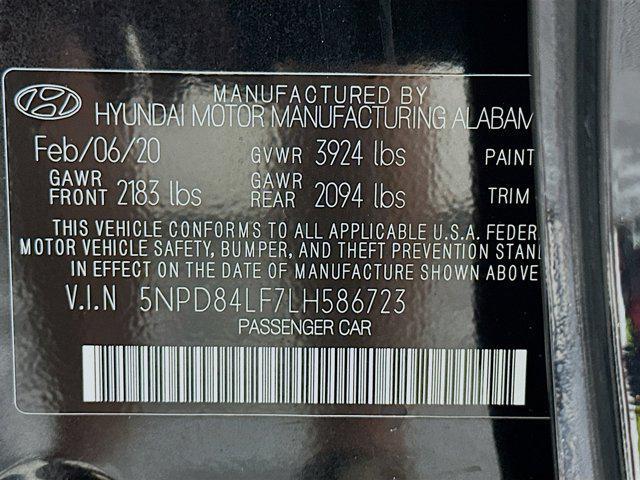 MANUFACTURED BY
HYUNDAI MOTOR MANUFACTURING ALABAM
Feb/06/20 GVWR 3924 lbs PAINT
GAWR FRONT 2183 lbs GAWR REAR 2094 lbs TRIM
THIS VEHICLE CONFORMS TO ALL APPLICABLE U.S.A. FEDER
MOTOR VEHICLE SAFETY, BUMPER, AND THEFT PREVENTION STAN
IN EFFECT ON THE DATE OF MANUFACTURE SHOWN ABOVE
V.I.N 5NPD84LF7LH586723
PASSENGER CAR